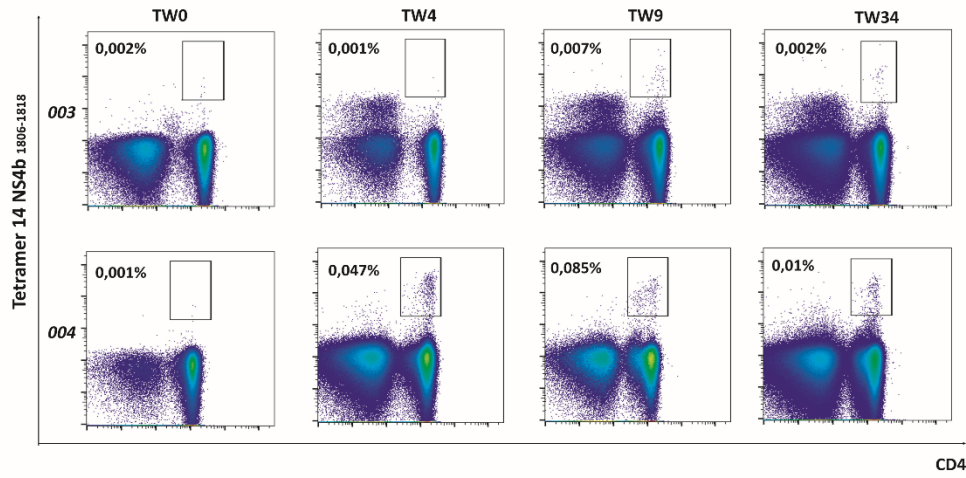 TW0 TW4 TW9 TW34
Tetramer 14 NS4b 1806-1818
003
0,002% 0,001% 0,007% 0,002%
004
0,001% 0,047% 0,085% 0,01%
CD4